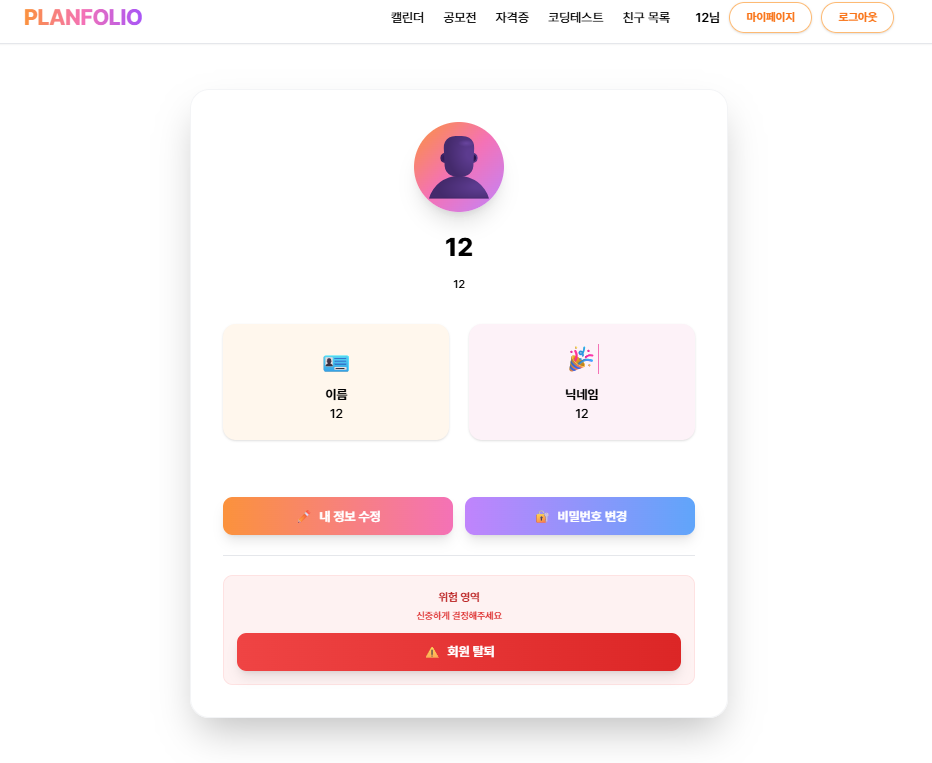 PLANFOLIO
캘린더 공모전 자격증 코딩테스트 친구 목록 12님 마이페이지 로그아웃
12
12
이름
12
닉네임
12
내 정보 수정
비밀번호 변경
위험 영역
신중하게 결정해주세요
회원 탈퇴